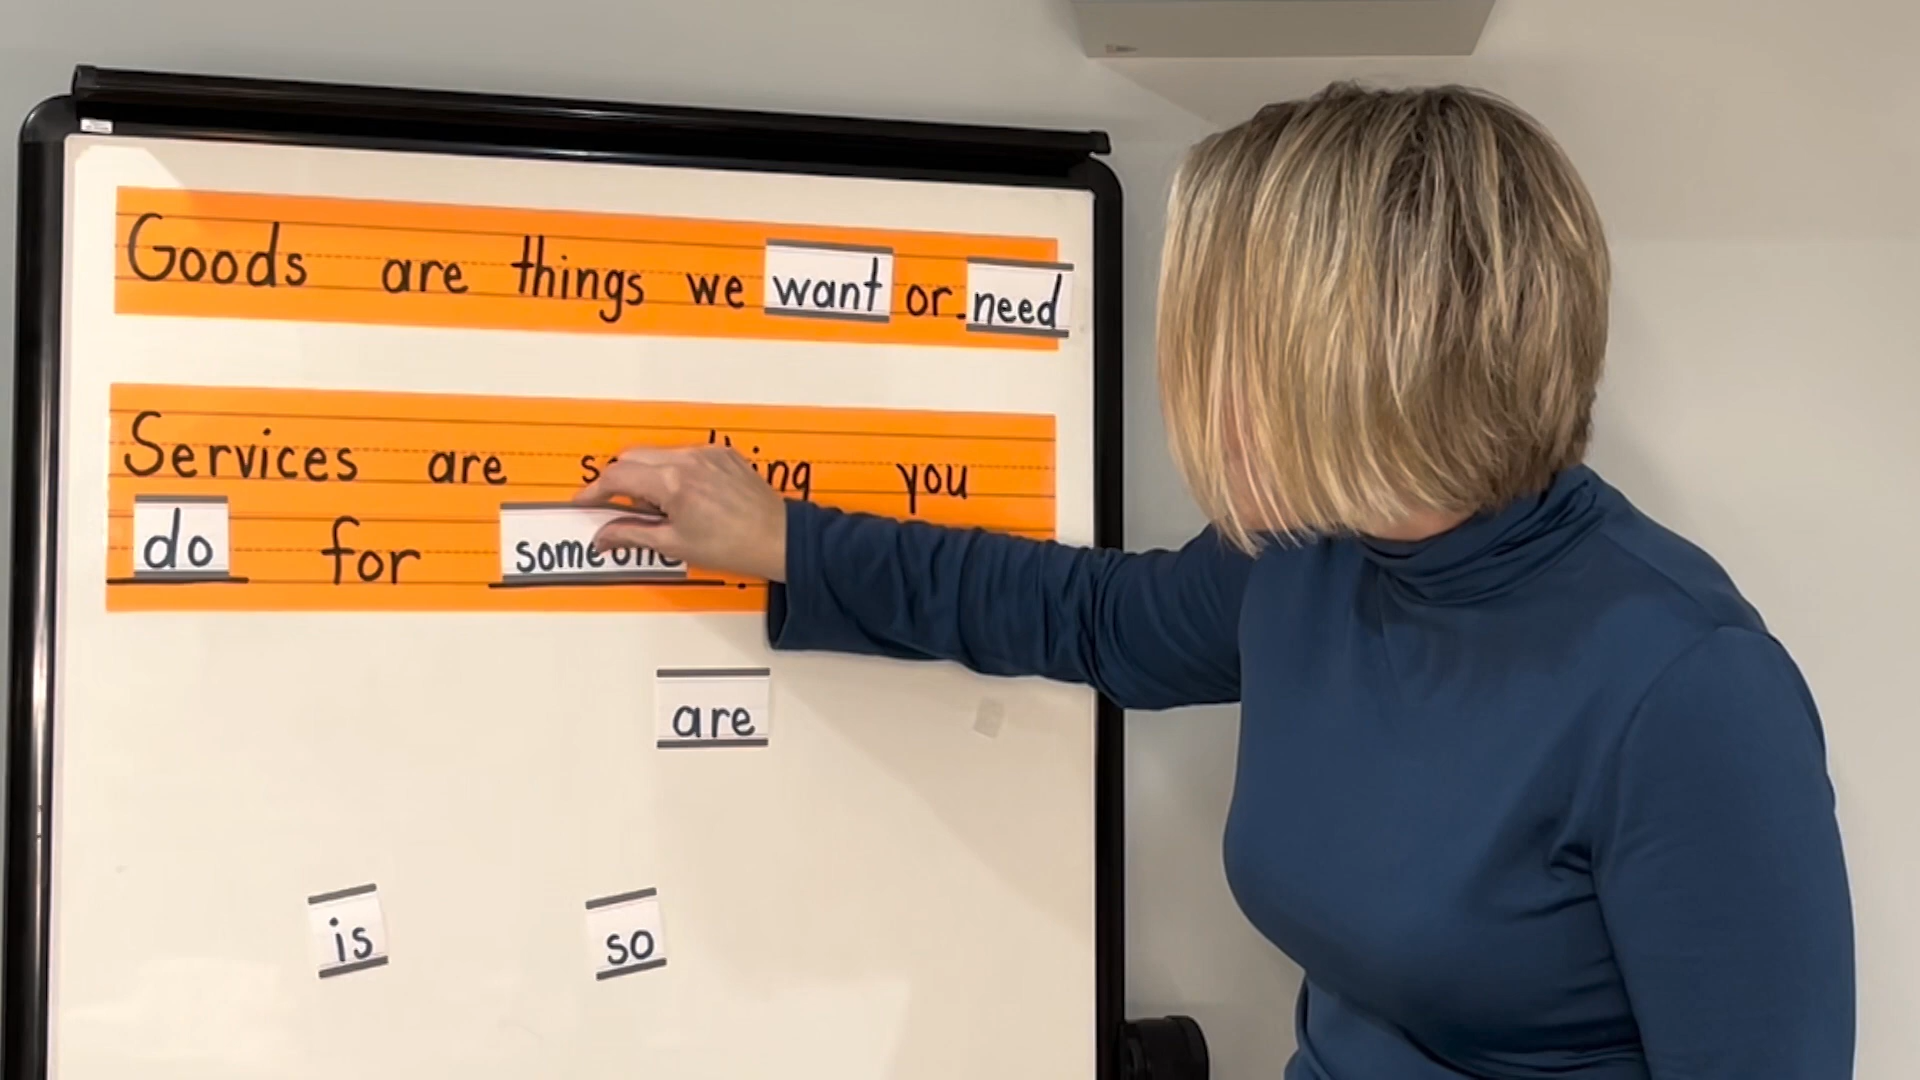 Goods are things we want or need
Services are something you
do for someone.
are
is so